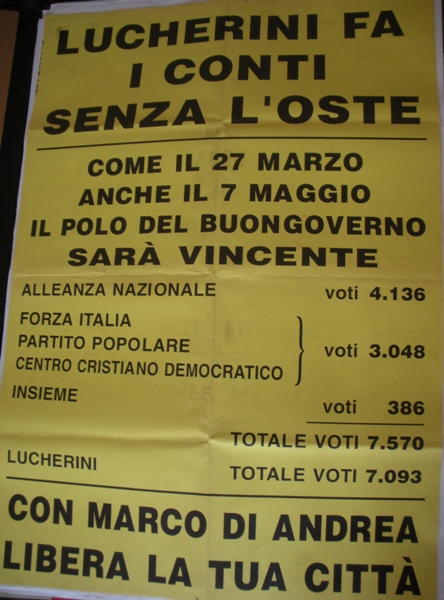 LUCHERINI FA
I CONTI
SENZA L'OSTE
COME IL 27 MARZO
ANCHE IL 7 MAGGIO
IL POLO DEL BUONGOVERNO
SARÀ VINCENTE
ALLEANZA NAZIONALE voti 4.136
FORZA ITALIA
PARTITO POPOLARE voti 3.048
CENTRO CRISTIANO DEMOCRATICO
INSIEME voti 386
TOTALE VOTI 7.570
LUCHERINI TOTALE VOTI 7.093
CON MARCO DI ANDREA
LIBERA LA TUA CITTÀ